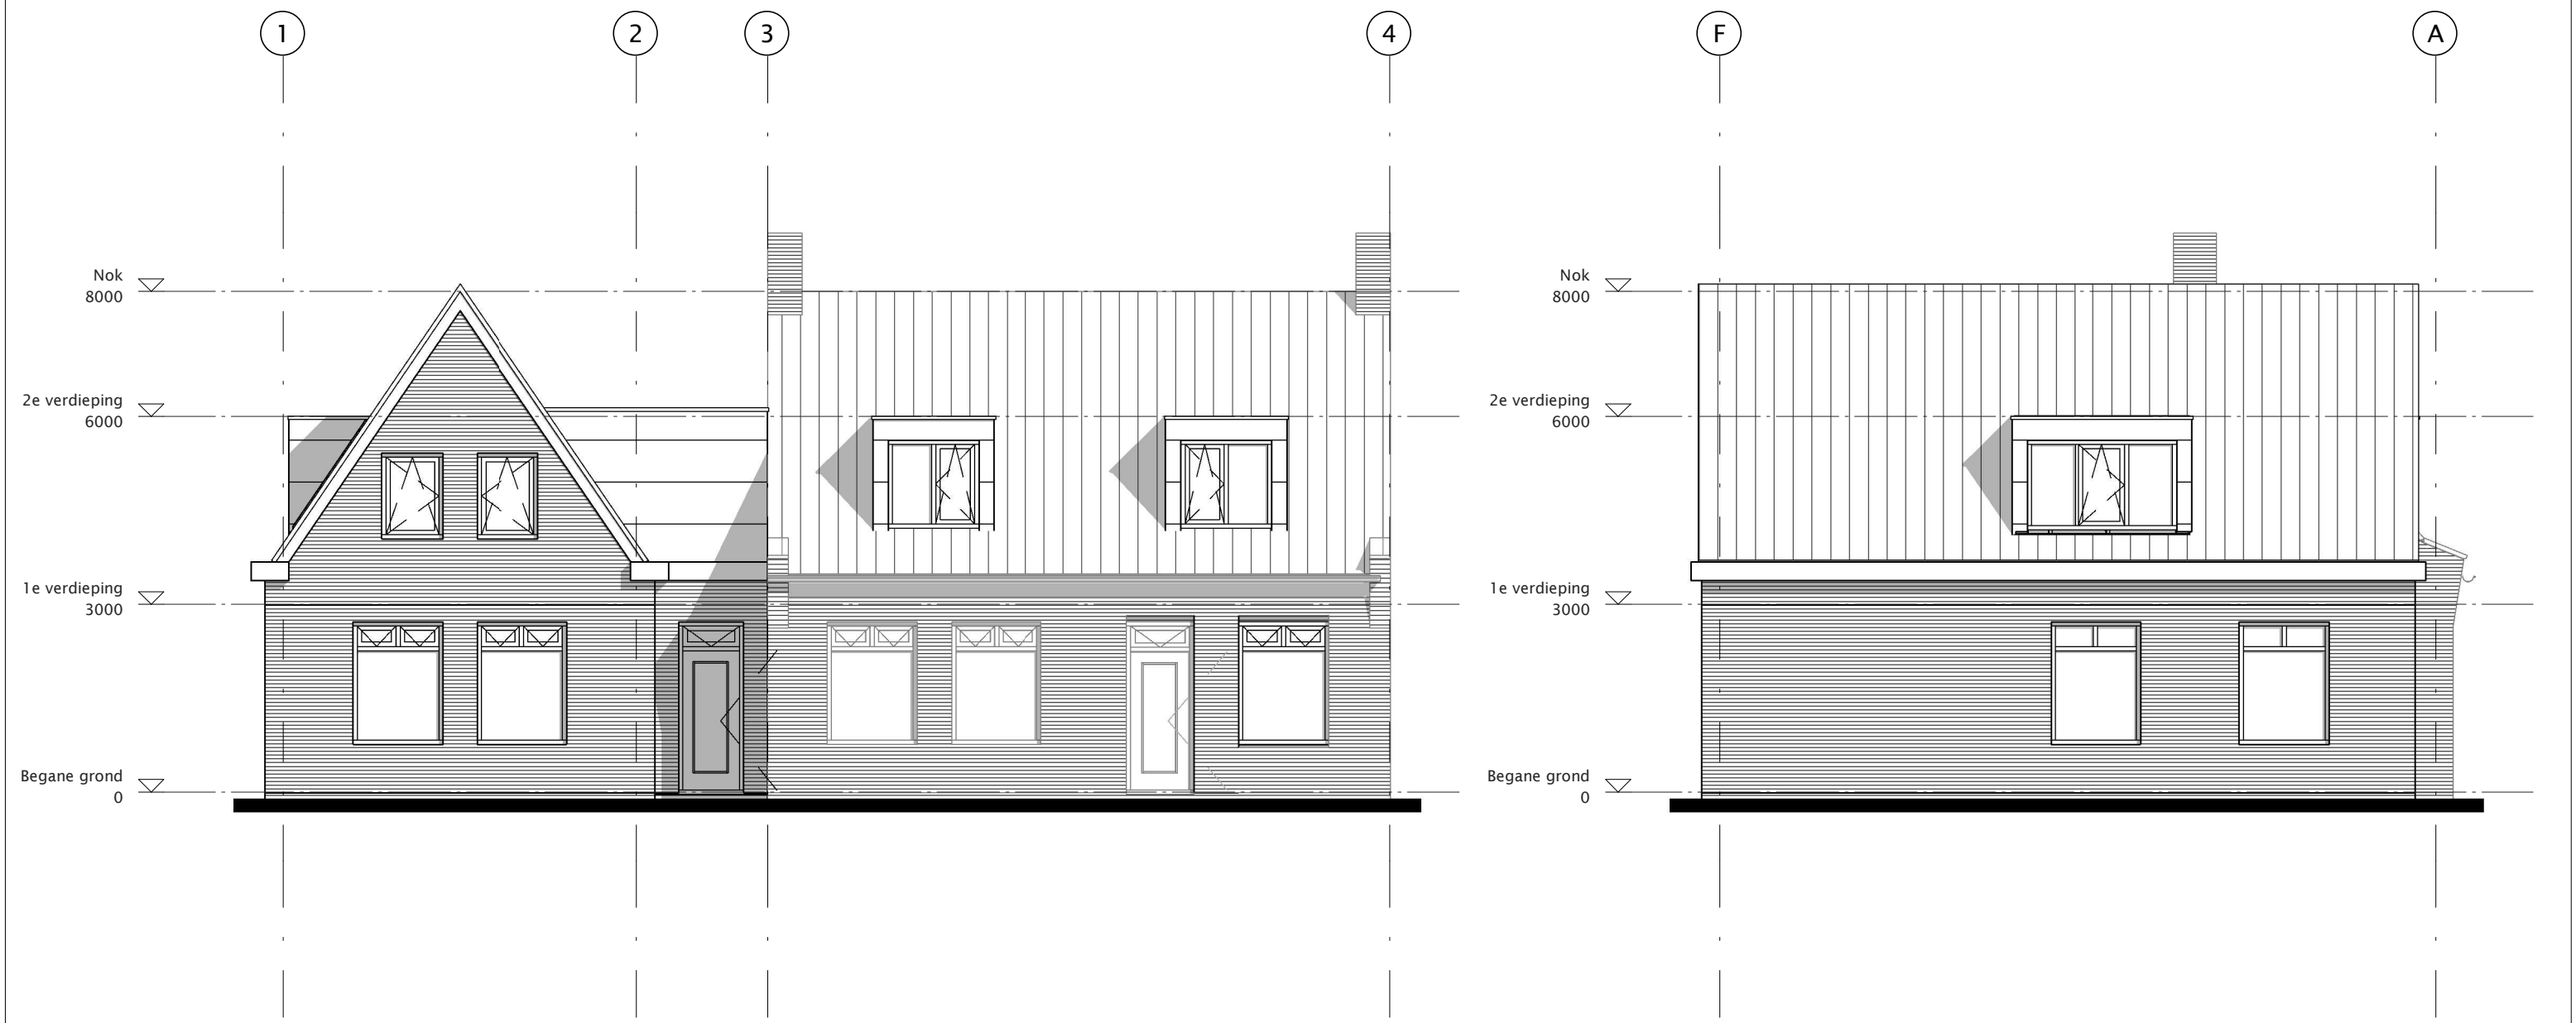 1
2
3
4
F
A
Nok
8000
2e verdieping
6000
1e verdieping
3000
Begane grond
0
Nok
8000
2e verdieping
6000
1e verdieping
3000
Begane grond
0